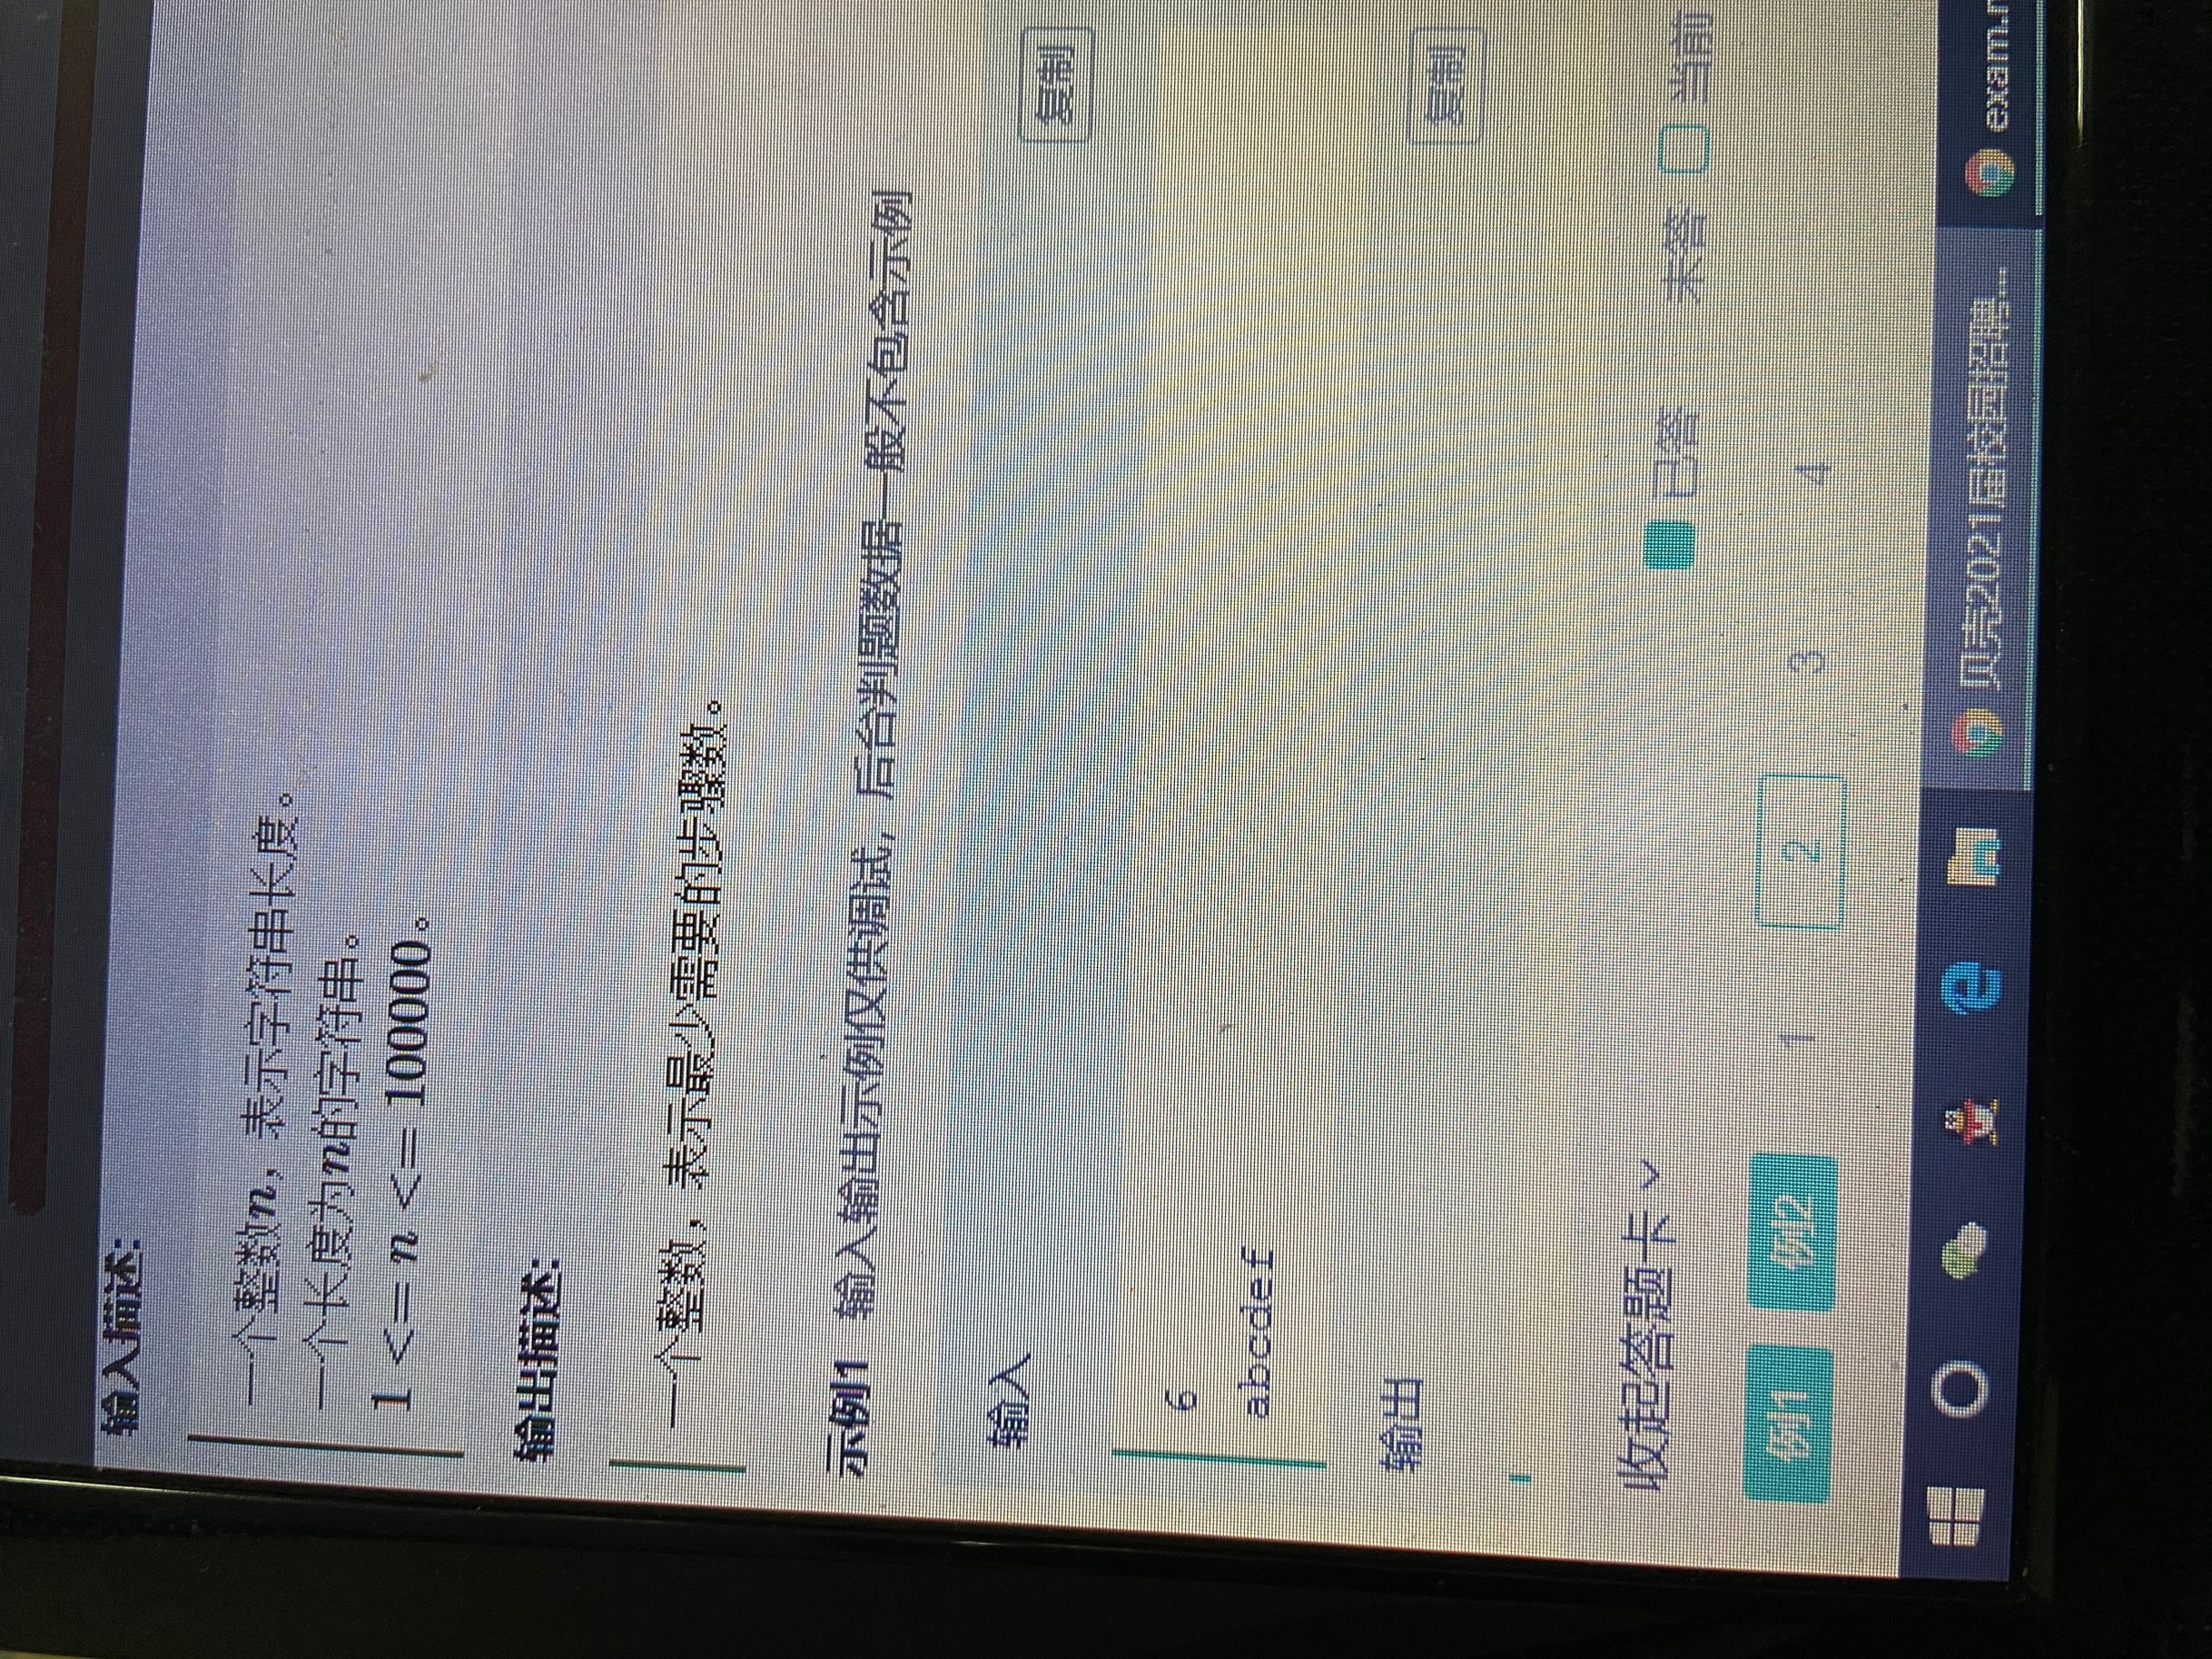 输入描述:
一个整数n，表示字符串长度。
一个长度为n的字符串。
1 <= n <= 100000。
输出描述:
一个整数，表示最少需要的步骤数。
示例1 输入输出示例仅供调试，后台判题数据一般不包含示例
输入
复制
6
abcdef
输出
复制
收起答题卡
已答 未答 当前
例1 例2 1 2 3 4
贝壳2021届校园招聘... exam.n